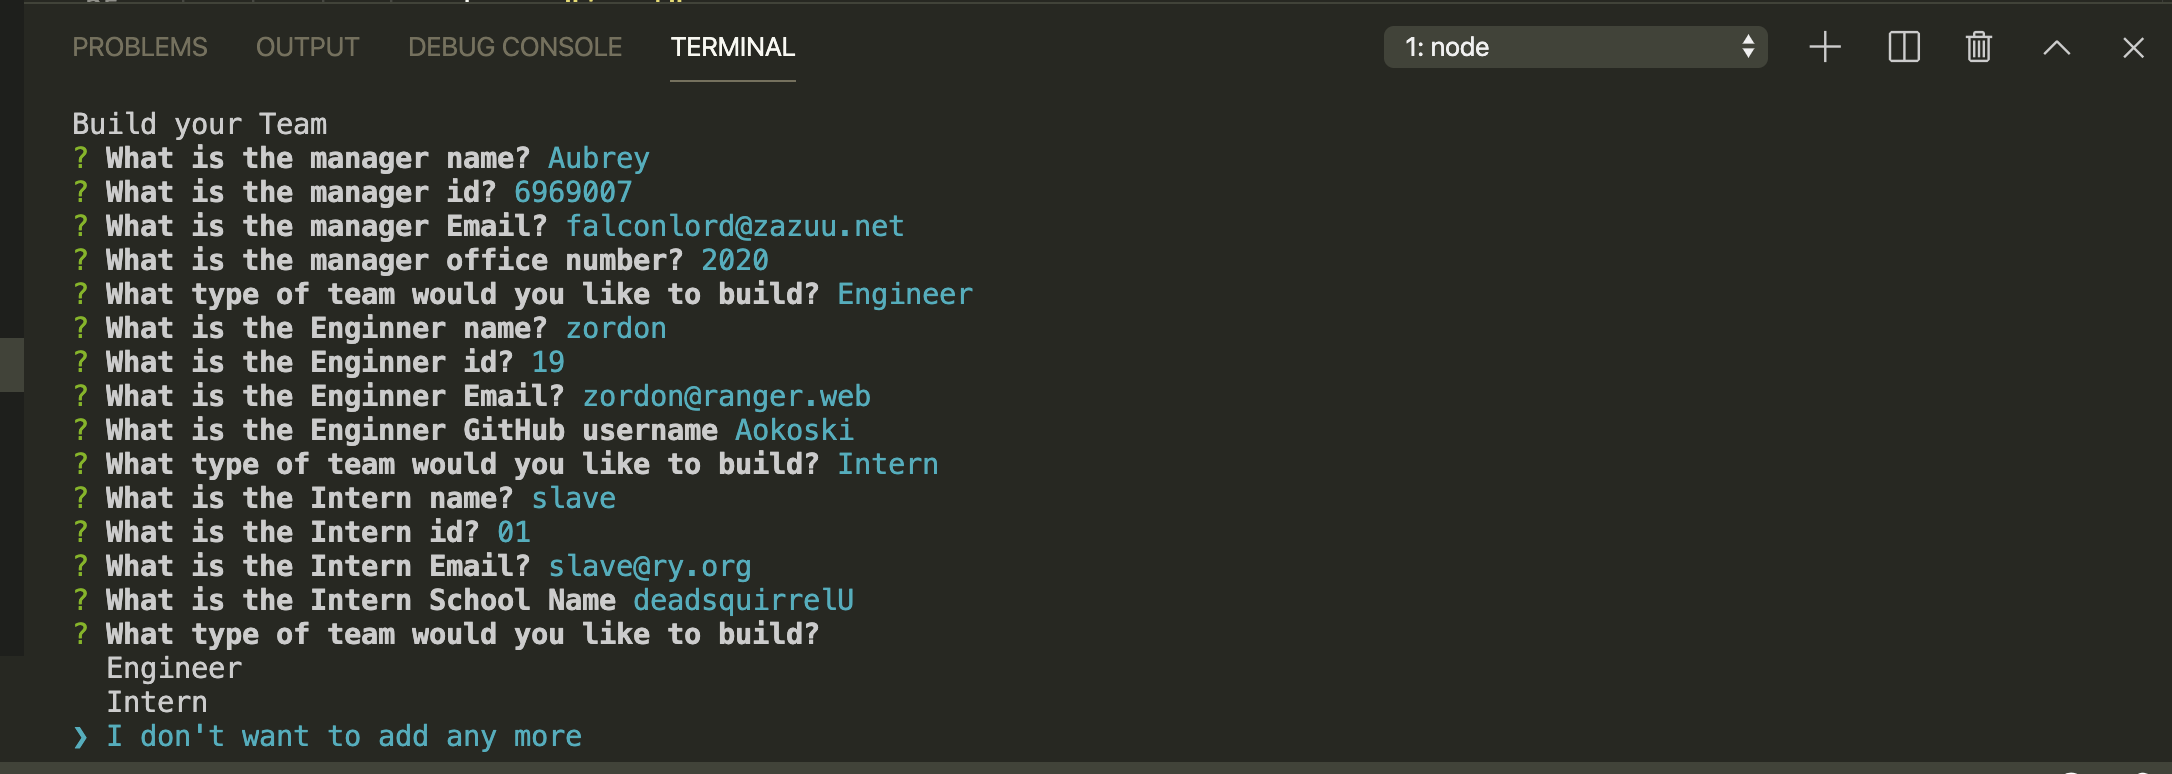 PROBLEMS OUTPUT DEBUG CONSOLE TERMINAL 1: node
Build your Team
? What is the manager name? Aubrey
? What is the manager id? 6969007
? What is the manager Email? falconlord@zazuu.net
? What is the manager office number? 2020
? What type of team would you like to build? Engineer
? What is the Enginner name? zordon
? What is the Enginner id? 19
? What is the Enginner Email? zordon@ranger.web
? What is the Enginner GitHub username Aokoski
? What type of team would you like to build? Intern
? What is the Intern name? slave
? What is the Intern id? 01
? What is the Intern Email? slave@ry.org
? What is the Intern School Name deadsquirrelU
? What type of team would you like to build?
Engineer
Intern
❯ I don't want to add any more